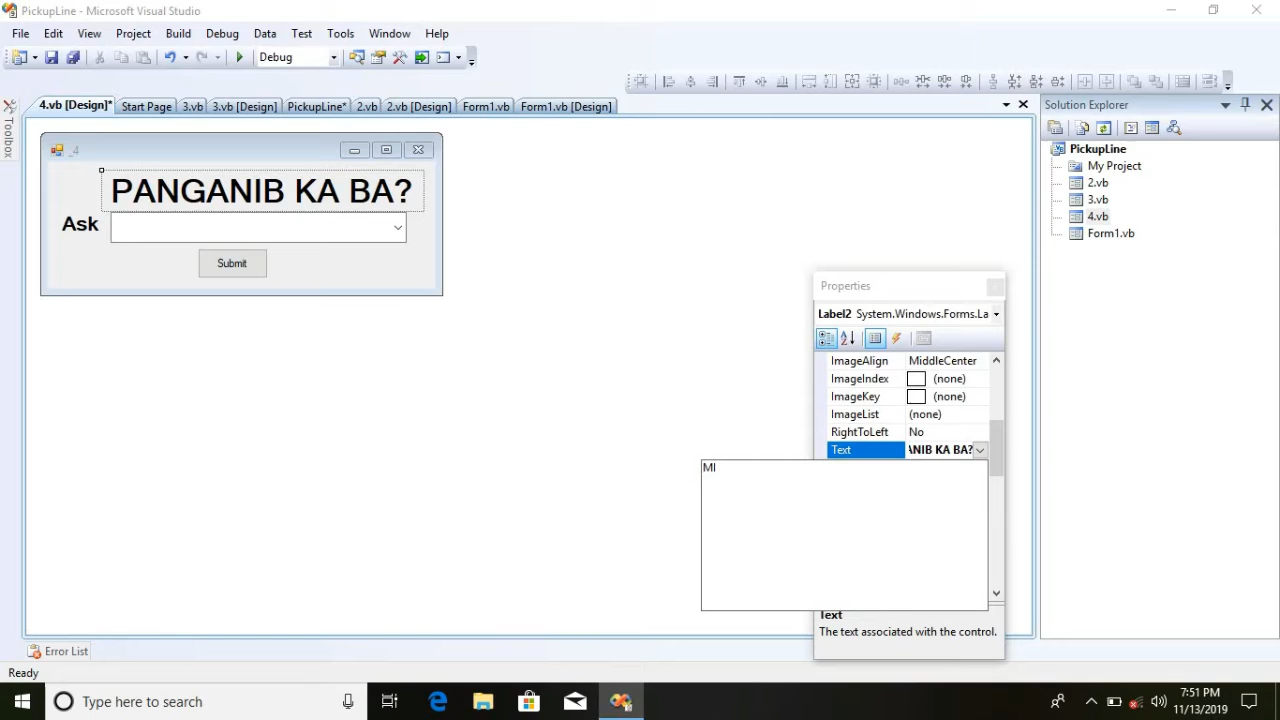 PickupLine - Microsoft Visual Studio
File Edit View Project Build Debug Data Test Tools Window Help
Debug
4.vb [Design]* Start Page 3.vb 3.vb [Design] PickupLine* 2.vb 2.vb [Design] Form1.vb Form1.vb [Design]
Solution Explorer
Toolbox
_4
PANGANIB KA BA?
Ask
Submit
PickupLine
My Project
2.vb
3.vb
4.vb
Form1.vb
Properties
Label2 System.Windows.Forms.La
ImageAlign MiddleCenter
ImageIndex (none)
ImageKey (none)
ImageList (none)
RightToLeft No
Text ANIB KA BA?
MI
Text
The text associated with the control.
Error List
Ready
Type here to search
7:51 PM
11/13/2019